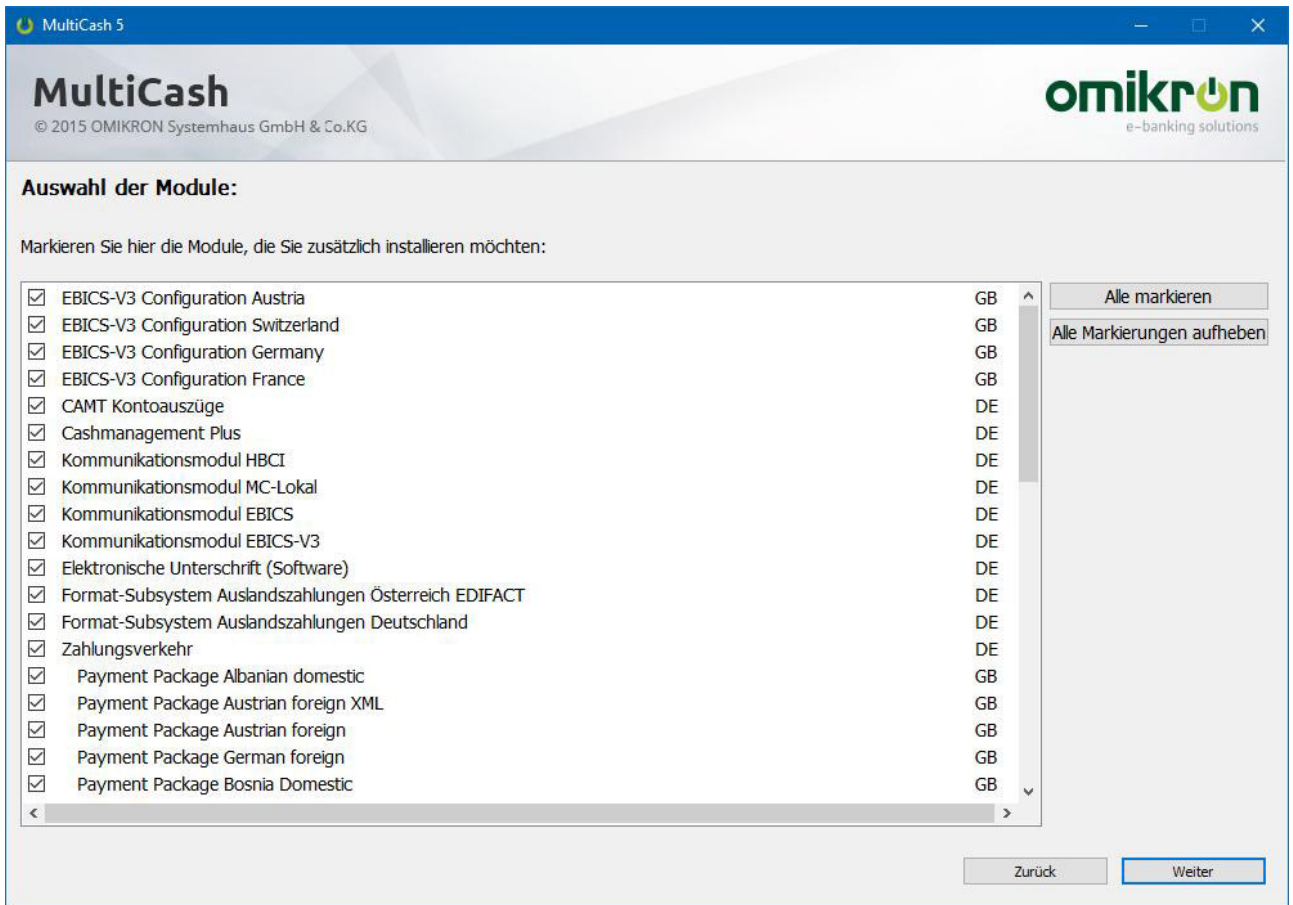 MultiCash 5
MultiCash
© 2015 OMIKRON Systemhaus GmbH & Co.KG
omikron
e-banking solutions
Auswahl der Module:
Markieren Sie hier die Module, die Sie zusätzlich installieren möchten:
EBICS-V3 Configuration Austria GB
EBICS-V3 Configuration Switzerland GB
EBICS-V3 Configuration Germany GB
EBICS-V3 Configuration France GB
CAMT Kontoauszüge DE
Cashmanagement Plus DE
Kommunikationsmodul HBCI DE
Kommunikationsmodul MC-Lokal DE
Kommunikationsmodul EBICS DE
Kommunikationsmodul EBICS-V3 DE
Elektronische Unterschrift (Software) DE
Format-Subsystem Auslandszahlungen Österreich EDIFACT DE
Format-Subsystem Auslandszahlungen Deutschland DE
Zahlungsverkehr DE
Payment Package Albanian domestic GB
Payment Package Austrian foreign XML GB
Payment Package Austrian foreign GB
Payment Package German foreign GB
Payment Package Bosnia Domestic GB
Alle markieren
Alle Markierungen aufheben
Zurück
Weiter